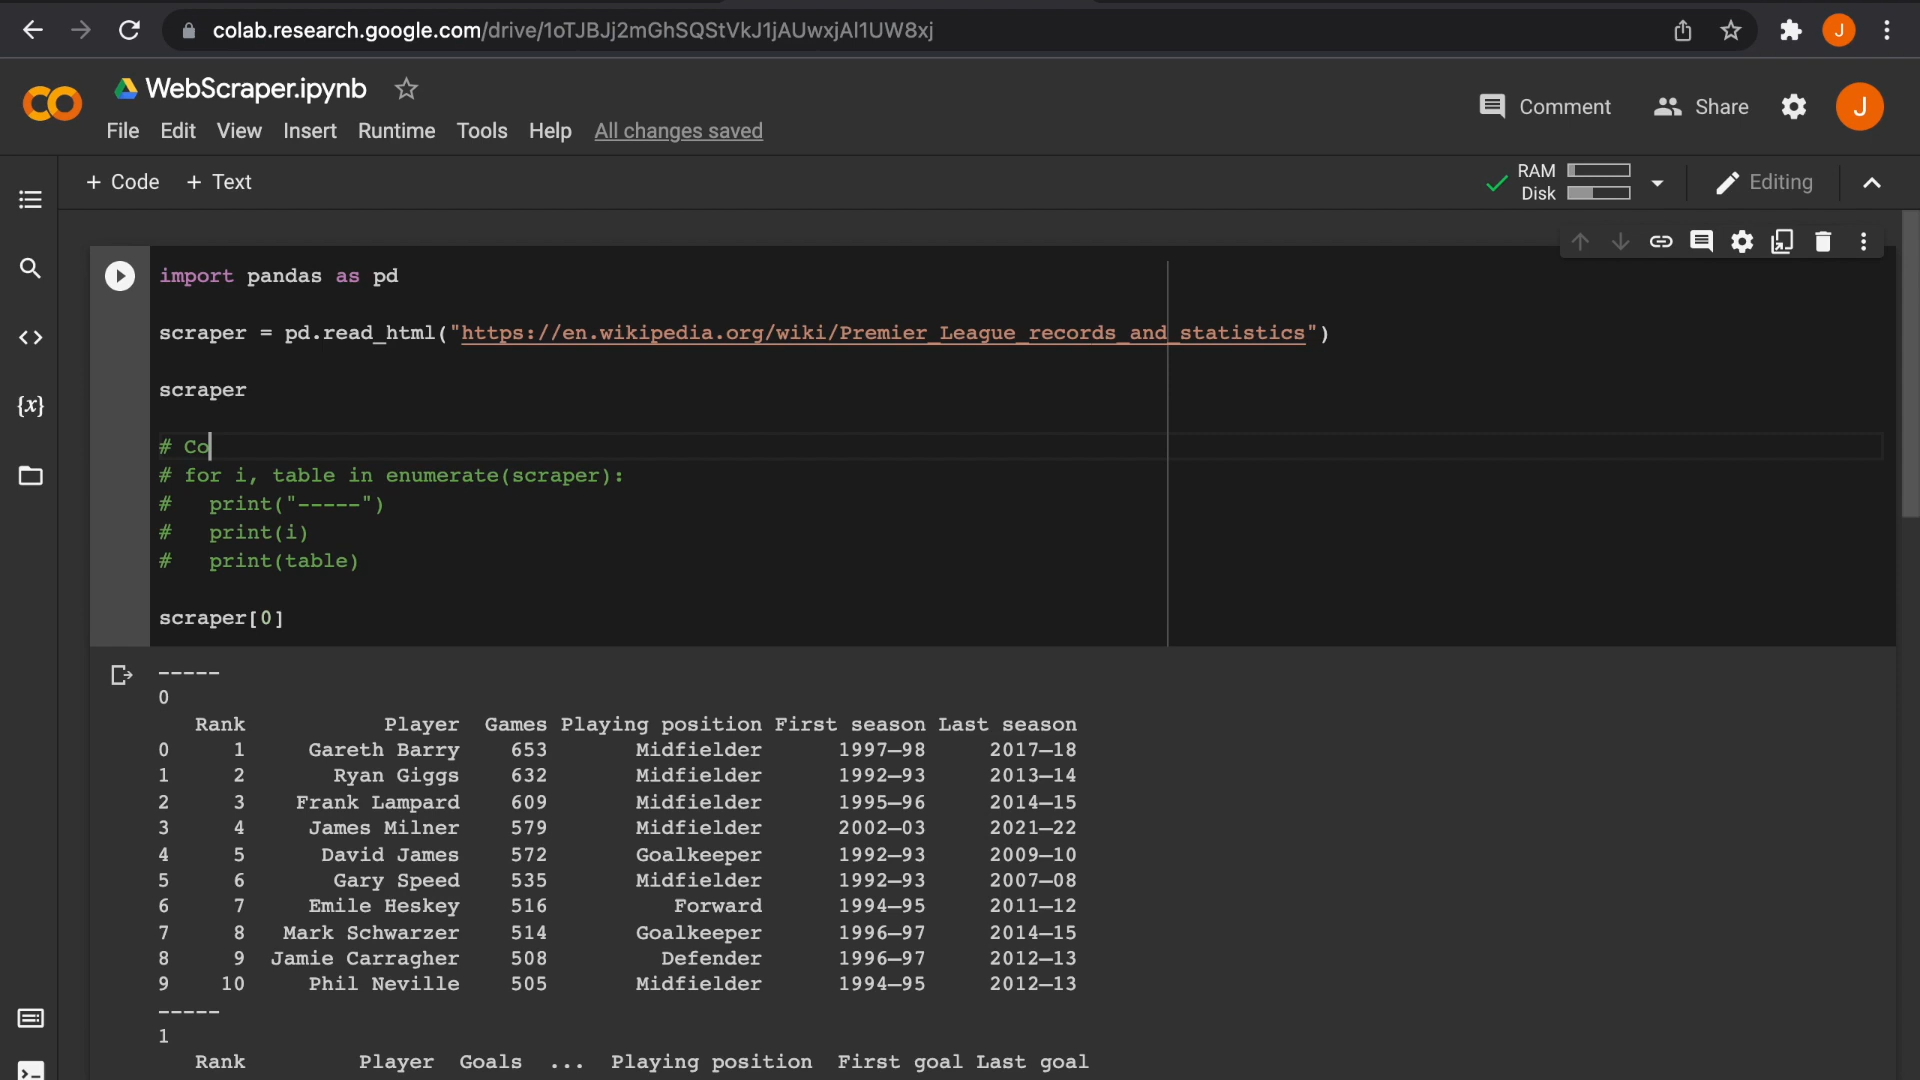 colab.research.google.com/drive/1oTJBJj2mGhSQStVkJ1jAUwxjAl1UW8xj
J
WebScraper.ipynb
Comment Share J
File Edit View Insert Runtime Tools Help All changes saved
+ Code + Text
RAM
Disk
Editing
import pandas as pd
scraper = pd.read_html("https://en.wikipedia.org/wiki/Premier_League_records_and_statistics")
scraper
# Co
# for i, table in enumerate(scraper):
#   print("-----")
#   print(i)
#   print(table)
scraper[0]
-----
0
Rank Player Games Playing position First season Last season
0 1 Gareth Barry 653 Midfielder 1997–98 2017–18
1 2 Ryan Giggs 632 Midfielder 1992–93 2013–14
2 3 Frank Lampard 609 Midfielder 1995–96 2014–15
3 4 James Milner 579 Midfielder 2002–03 2021–22
4 5 David James 572 Goalkeeper 1992–93 2009–10
5 6 Gary Speed 535 Midfielder 1992–93 2007–08
6 7 Emile Heskey 516 Forward 1994–95 2011–12
7 8 Mark Schwarzer 514 Goalkeeper 1996–97 2014–15
8 9 Jamie Carragher 508 Defender 1996–97 2012–13
9 10 Phil Neville 505 Midfielder 1994–95 2012–13
-----
1
Rank Player Goals ... Playing position First goal Last goal